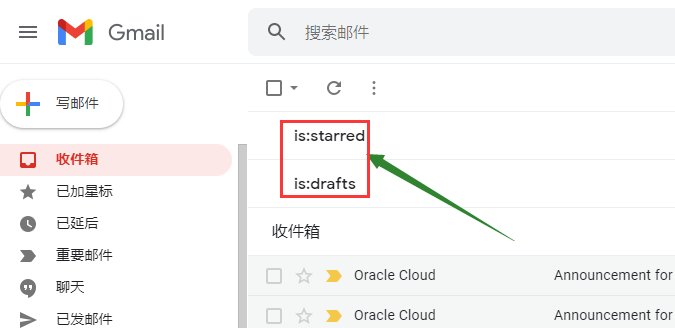 Gmail
搜索邮件
写邮件
收件箱
已加星标
已延后
重要邮件
聊天
已发邮件
is:starred
is:drafts
收件箱
Oracle Cloud Announcement for
Oracle Cloud Announcement for